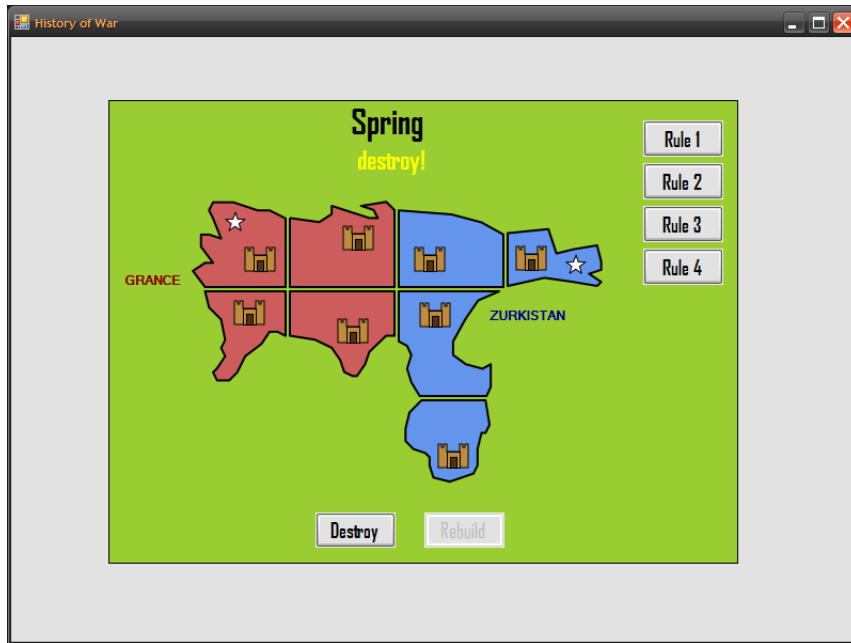 History of War
Spring
destroy!
Rule 1
Rule 2
Rule 3
Rule 4
GRANCE
ZURKISTAN
Destroy
Rebuild